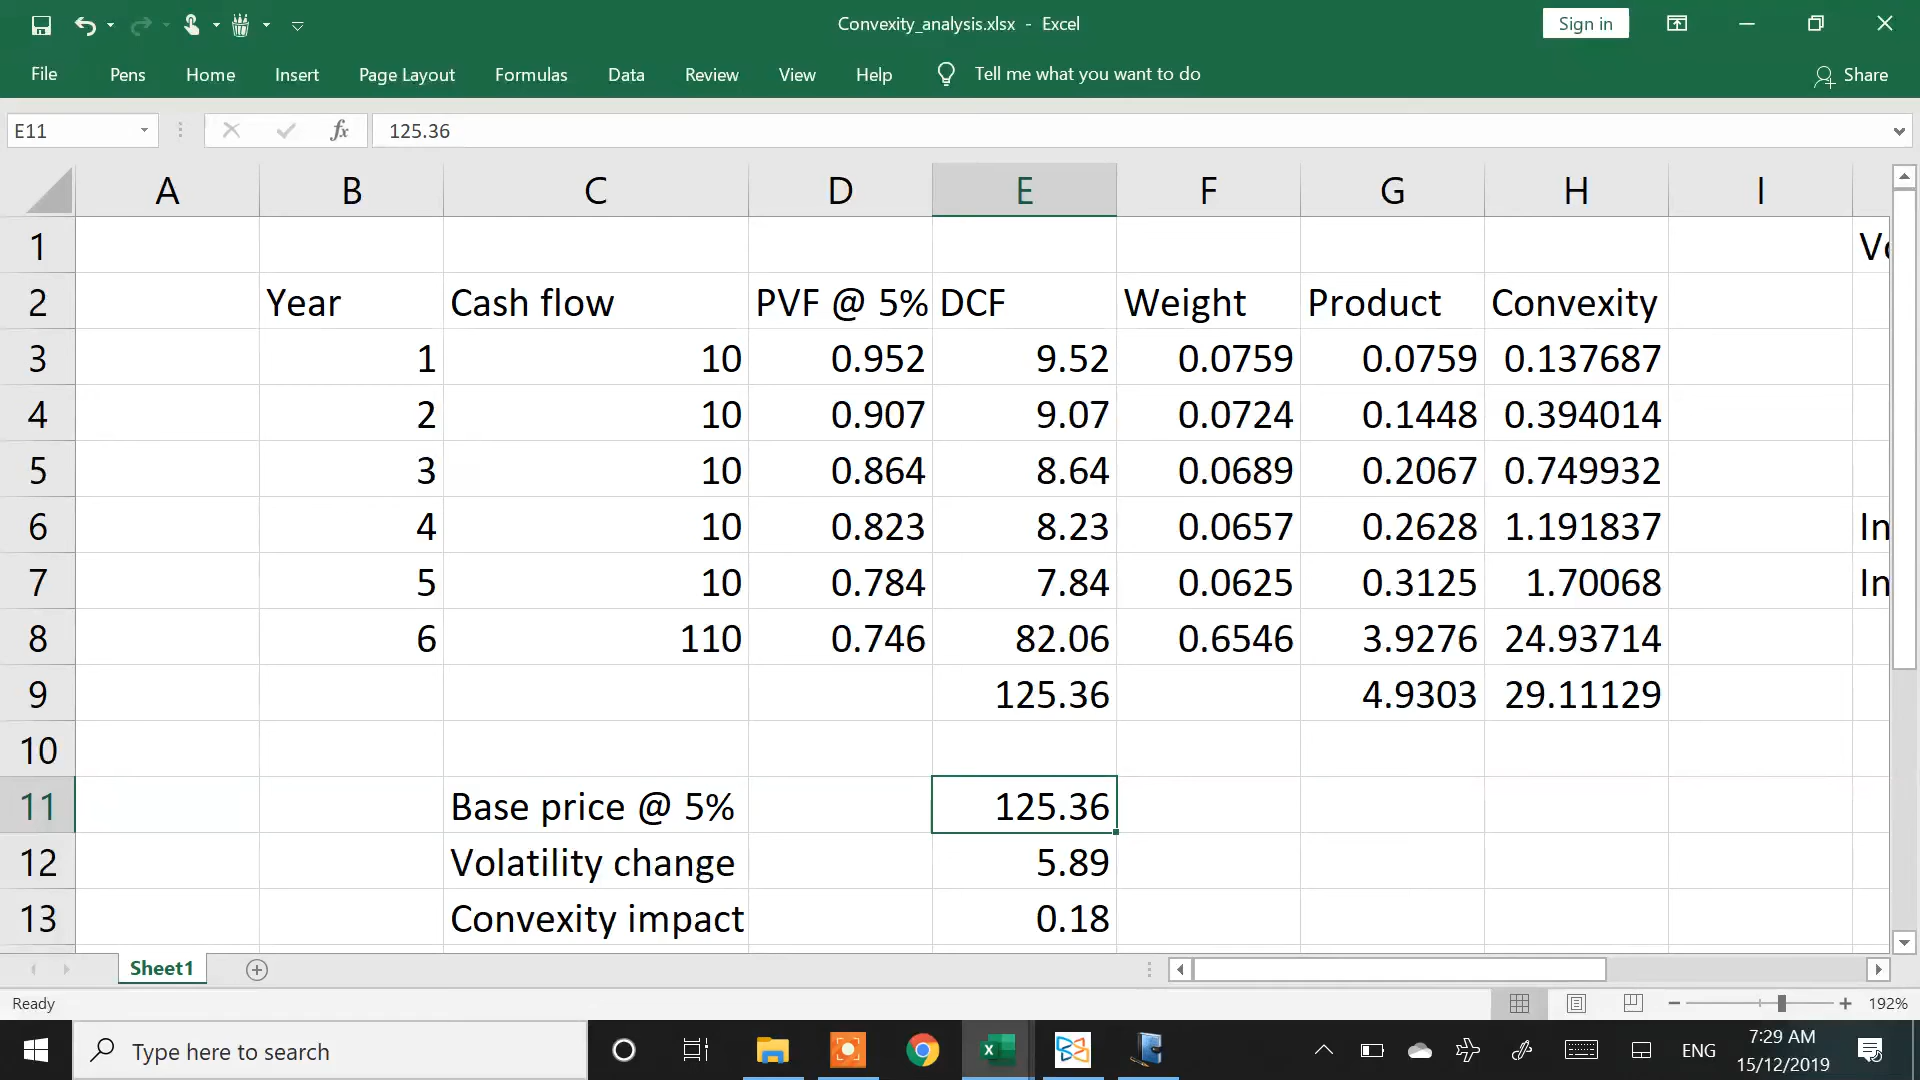 Convexity_analysis.xlsx - Excel
Sign in
File Pens Home Insert Page Layout Formulas Data Review View Help Tell me what you want to do Share
E11 fx 125.36
A B C D E F G H I
1
2 Year Cash flow PVF @ 5% DCF Weight Product Convexity
3 1 10 0.952 9.52 0.0759 0.0759 0.137687
4 2 10 0.907 9.07 0.0724 0.1448 0.394014
5 3 10 0.864 8.64 0.0689 0.2067 0.749932
6 4 10 0.823 8.23 0.0657 0.2628 1.191837 In
7 5 10 0.784 7.84 0.0625 0.3125 1.70068 In
8 6 110 0.746 82.06 0.6546 3.9276 24.93714
9 125.36 4.9303 29.11129
10
11 Base price @ 5% 125.36
12 Volatility change 5.89
13 Convexity impact 0.18
Sheet1
Ready 192%
Type here to search ENG 7:29 AM
15/12/2019